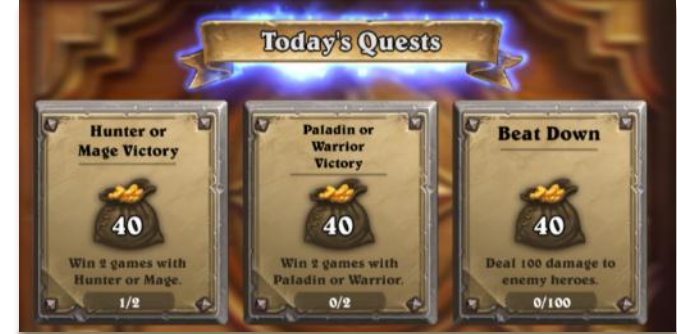 Today's Quests
Hunter or
Mage Victory
40
Win 2 games with
Hunter or Mage.
1/2
Paladin or
Warrior
Victory
40
Win 2 games with
Paladin or Warrior.
0/2
Beat Down
40
Deal 100 damage to
enemy heroes.
0/100